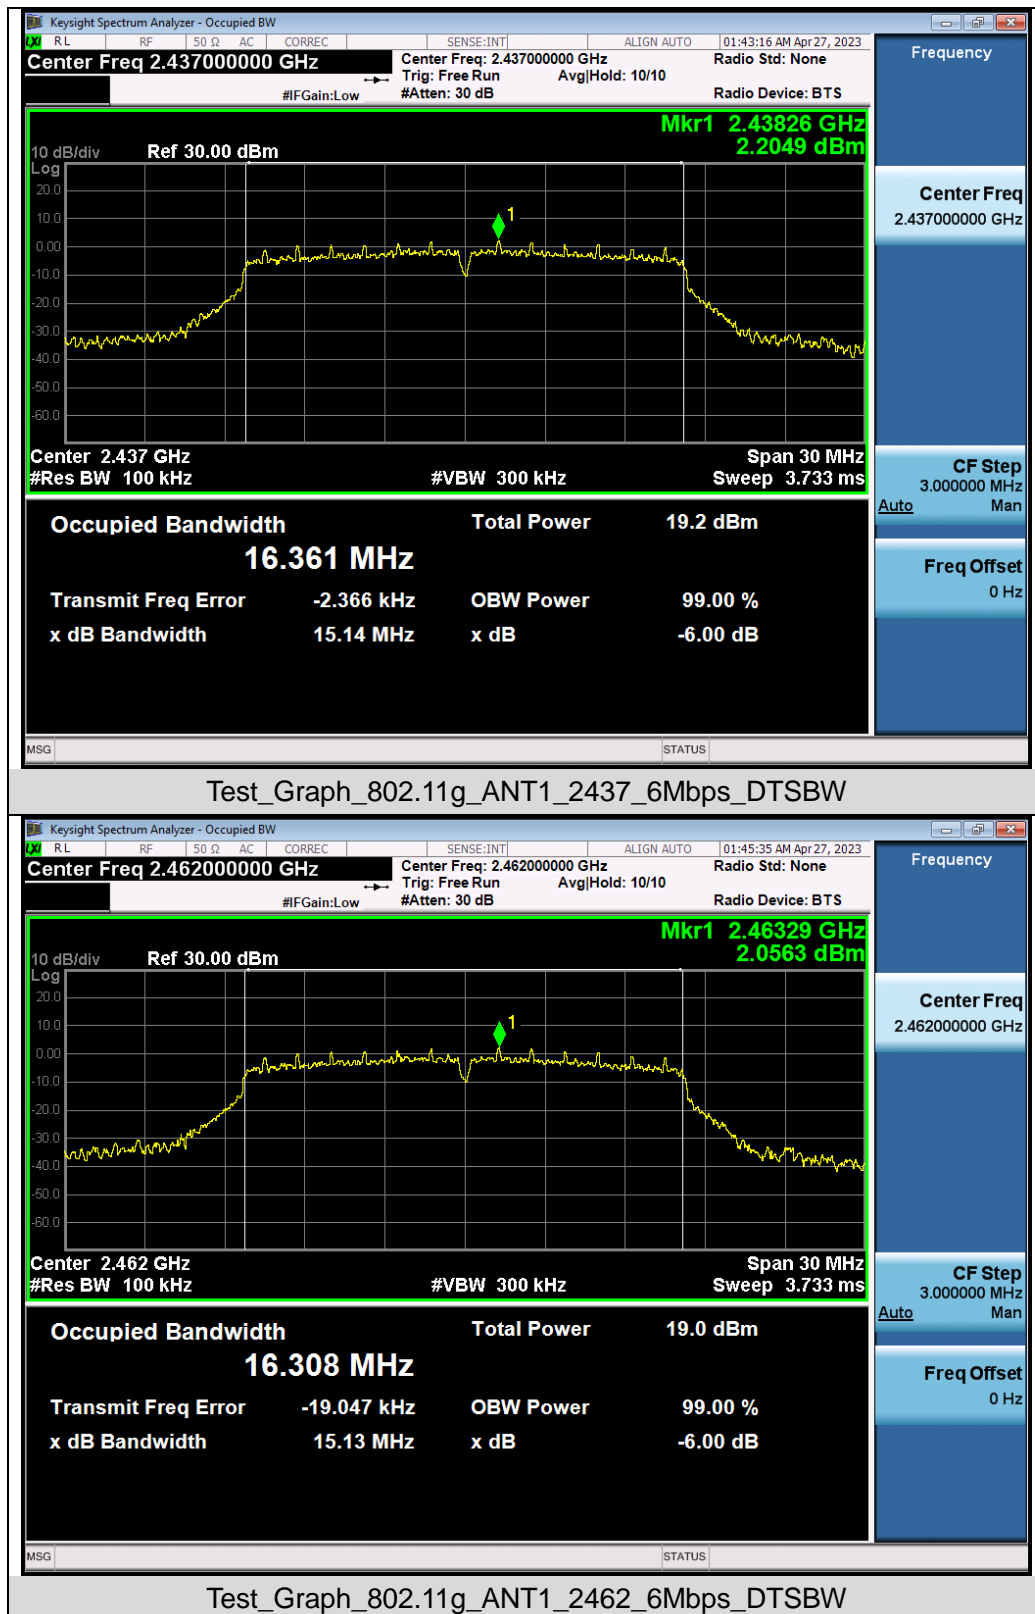 Keysight Spectrum Analyzer - Occupied BW
LXI RL RF 50 Ω AC CORREC SENSE:INT ALIGN AUTO 01:43:16 AM Apr 27, 2023
Center Freq 2.437000000 GHz
Center Freq: 2.437000000 GHz
Radio Std: None
Trig: Free Run Avg|Hold: 10/10
#IFGain:Low #Atten: 30 dB Radio Device: BTS
Frequency
Mkr1 2.43826 GHz
2.2049 dBm
10 dB/div Ref 30.00 dBm
Log
20.0
10.0
0.00
-10.0
-20.0
-30.0
-40.0
-50.0
-60.0
1
Center 2.437 GHz Span 30 MHz
#Res BW 100 kHz #VBW 300 kHz Sweep 3.733 ms
Center Freq
2.437000000 GHz
CF Step
3.000000 MHz
Auto Man
Freq Offset
0 Hz
Occupied Bandwidth Total Power 19.2 dBm
16.361 MHz
Transmit Freq Error -2.366 kHz OBW Power 99.00 %
x dB Bandwidth 15.14 MHz x dB -6.00 dB
MSG STATUS
Test_Graph_802.11g_ANT1_2437_6Mbps_DTSBW
Keysight Spectrum Analyzer - Occupied BW
LXI RL RF 50 Ω AC CORREC SENSE:INT ALIGN AUTO 01:45:35 AM Apr 27, 2023
Center Freq 2.462000000 GHz
Center Freq: 2.462000000 GHz
Radio Std: None
Trig: Free Run Avg|Hold: 10/10
#IFGain:Low #Atten: 30 dB Radio Device: BTS
Frequency
Mkr1 2.46329 GHz
2.0563 dBm
10 dB/div Ref 30.00 dBm
Log
20.0
10.0
0.00
-10.0
-20.0
-30.0
-40.0
-50.0
-60.0
1
Center 2.462 GHz Span 30 MHz
#Res BW 100 kHz #VBW 300 kHz Sweep 3.733 ms
Center Freq
2.462000000 GHz
CF Step
3.000000 MHz
Auto Man
Freq Offset
0 Hz
Occupied Bandwidth Total Power 19.0 dBm
16.308 MHz
Transmit Freq Error -19.047 kHz OBW Power 99.00 %
x dB Bandwidth 15.13 MHz x dB -6.00 dB
MSG STATUS
Test_Graph_802.11g_ANT1_2462_6Mbps_DTSBW